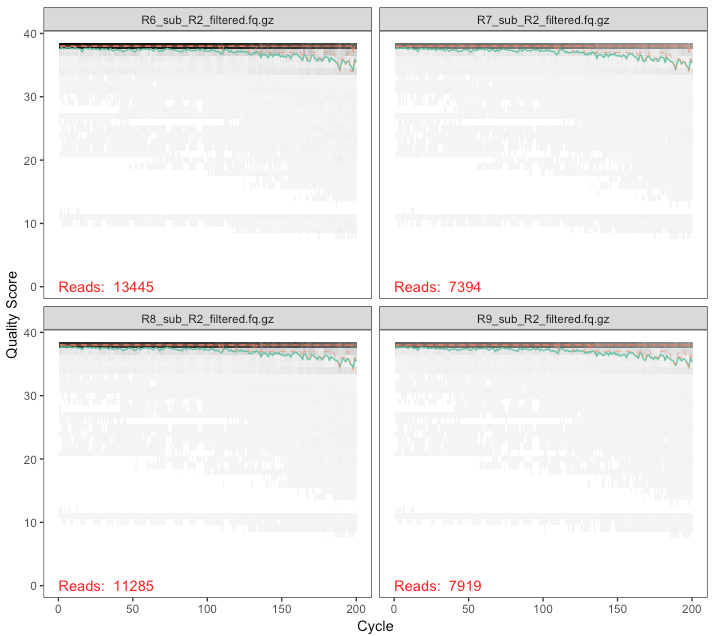 R6_sub_R2_filtered.fq.gz
R7_sub_R2_filtered.fq.gz
40
30
20
10
0
Reads: 13445
Reads: 7394
Quality Score
R8_sub_R2_filtered.fq.gz
R9_sub_R2_filtered.fq.gz
40
30
20
10
0
Reads: 11285
Reads: 7919
0 50 100 150 200
0 50 100 150 200
Cycle